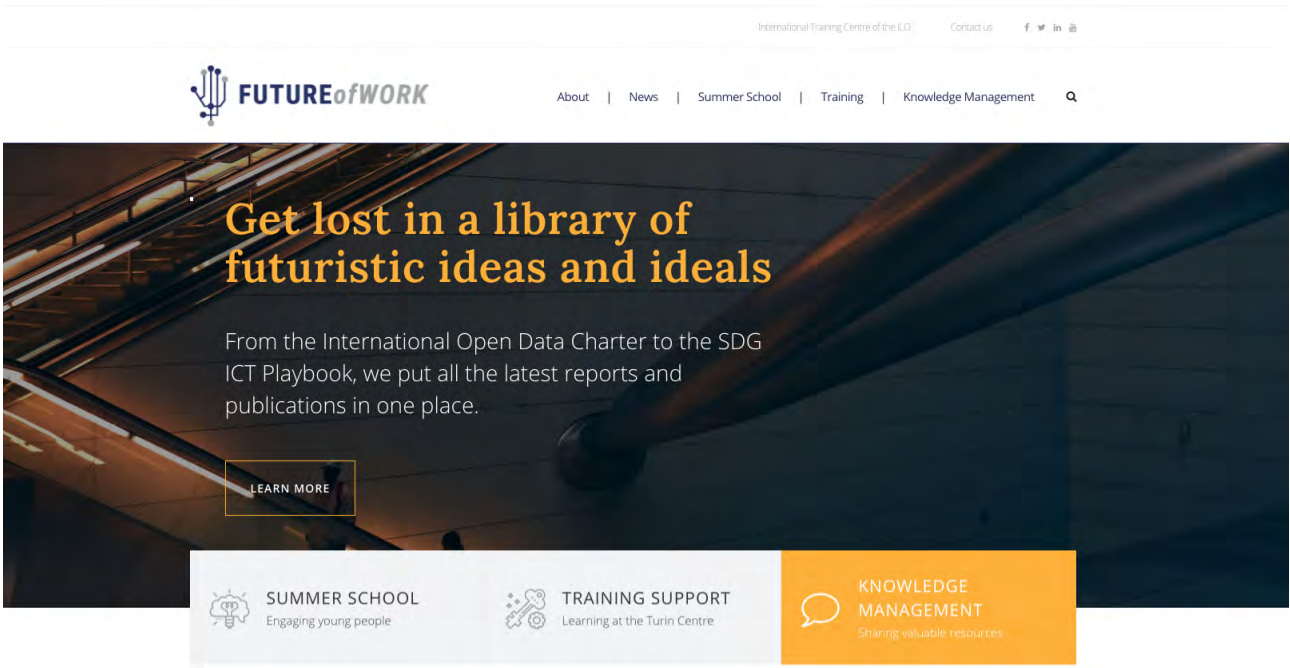 International Training Centre of the ILO Contact us
FUTUREofWORK
About | News | Summer School | Training | Knowledge Management
Get lost in a library of
futuristic ideas and ideals
From the International Open Data Charter to the SDG
ICT Playbook, we put all the latest reports and
publications in one place.
LEARN MORE
SUMMER SCHOOL
Engaging young people
TRAINING SUPPORT
Learning at the Turin Centre
KNOWLEDGE
MANAGEMENT
Sharing valuable resources